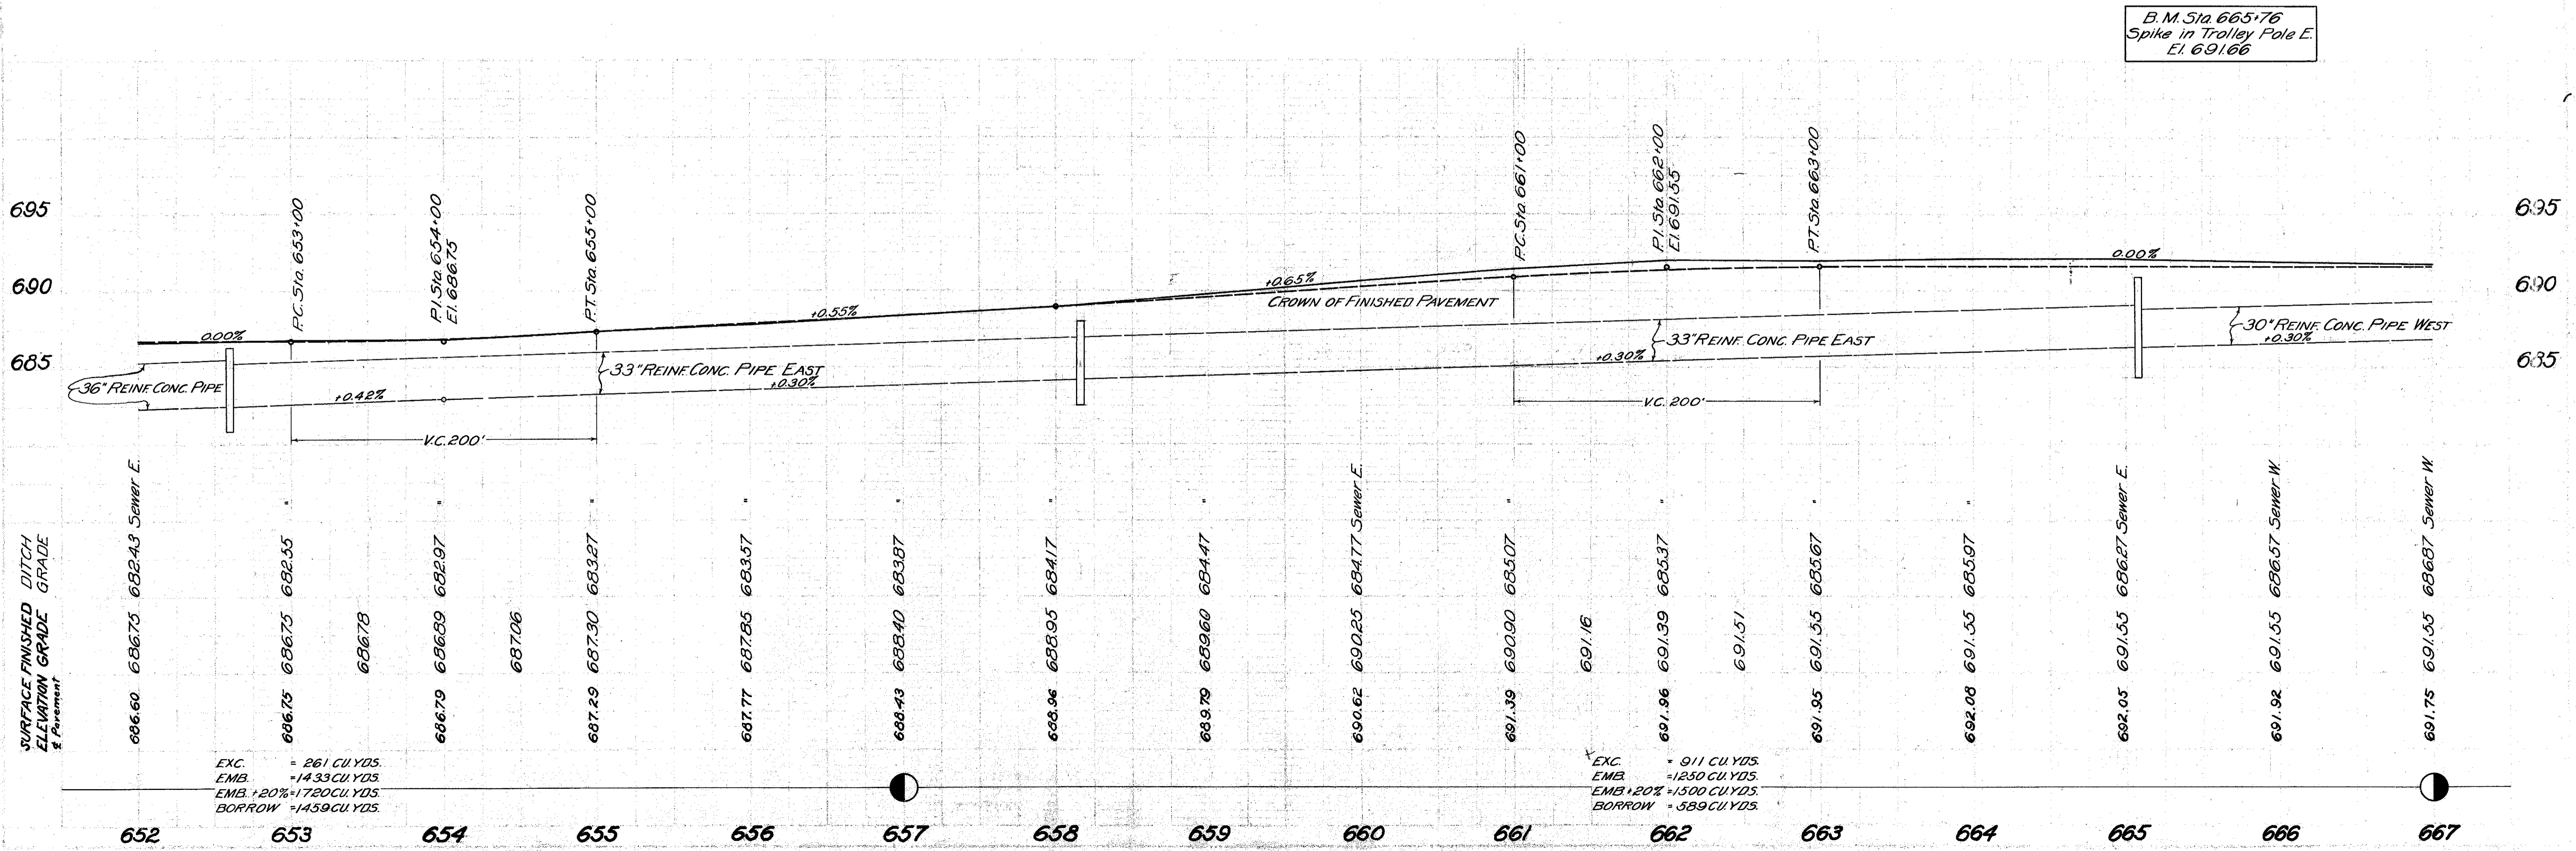 B.M. Sta. 665+76
Spike in Trolley Pole E.
El. 691.66
P.C. Sta. 653+00
P.I. Sta. 654+00
El. 686.75
P.T. Sta. 655+00
P.C. Sta. 661+00
P.I. Sta. 662+00
El. 691.55
P.T. Sta. 663+00
695
695
690
690
685
685
0.00%
+0.55%
+0.65%
0.00%
CROWN OF FINISHED PAVEMENT
36" REINF. CONC. PIPE
+0.42%
33" REINF. CONC. PIPE EAST
+0.30%
33" REINF. CONC. PIPE EAST
+0.30%
30" REINF. CONC. PIPE WEST
+0.30%
V.C. 200'
V.C. 200'
SURFACE FINISHED DITCH
ELEVATION GRADE GRADE
℄ Pavement
686.60 686.75 682.43 Sewer E.
686.75 686.75 682.55 "
686.78
686.79 686.89 682.97 "
687.06
687.29 687.30 683.27 "
687.77 687.85 683.57 "
688.43 688.40 683.87 "
688.96 688.95 684.17 "
689.79 689.60 684.47 "
690.62 690.25 684.77 Sewer E.
691.39 690.90 685.07 "
691.16
691.96 691.39 685.37 "
691.51
691.95 691.55 685.67 "
692.08 691.55 685.97 "
692.05 691.55 686.27 Sewer E.
691.92 691.55 686.57 Sewer W.
691.75 691.55 686.87 Sewer W.
EXC. = 261 CU. YDS.
EMB. =1433 CU. YDS.
EMB. +20%=1720 CU. YDS.
BORROW =1459 CU. YDS.
EXC. = 911 CU. YDS.
EMB. =1250 CU. YDS.
EMB +20% =1500 CU. YDS.
BORROW = 589 CU. YDS.
652 653 654 655 656 657 658 659 660 661 662 663 664 665 666 667